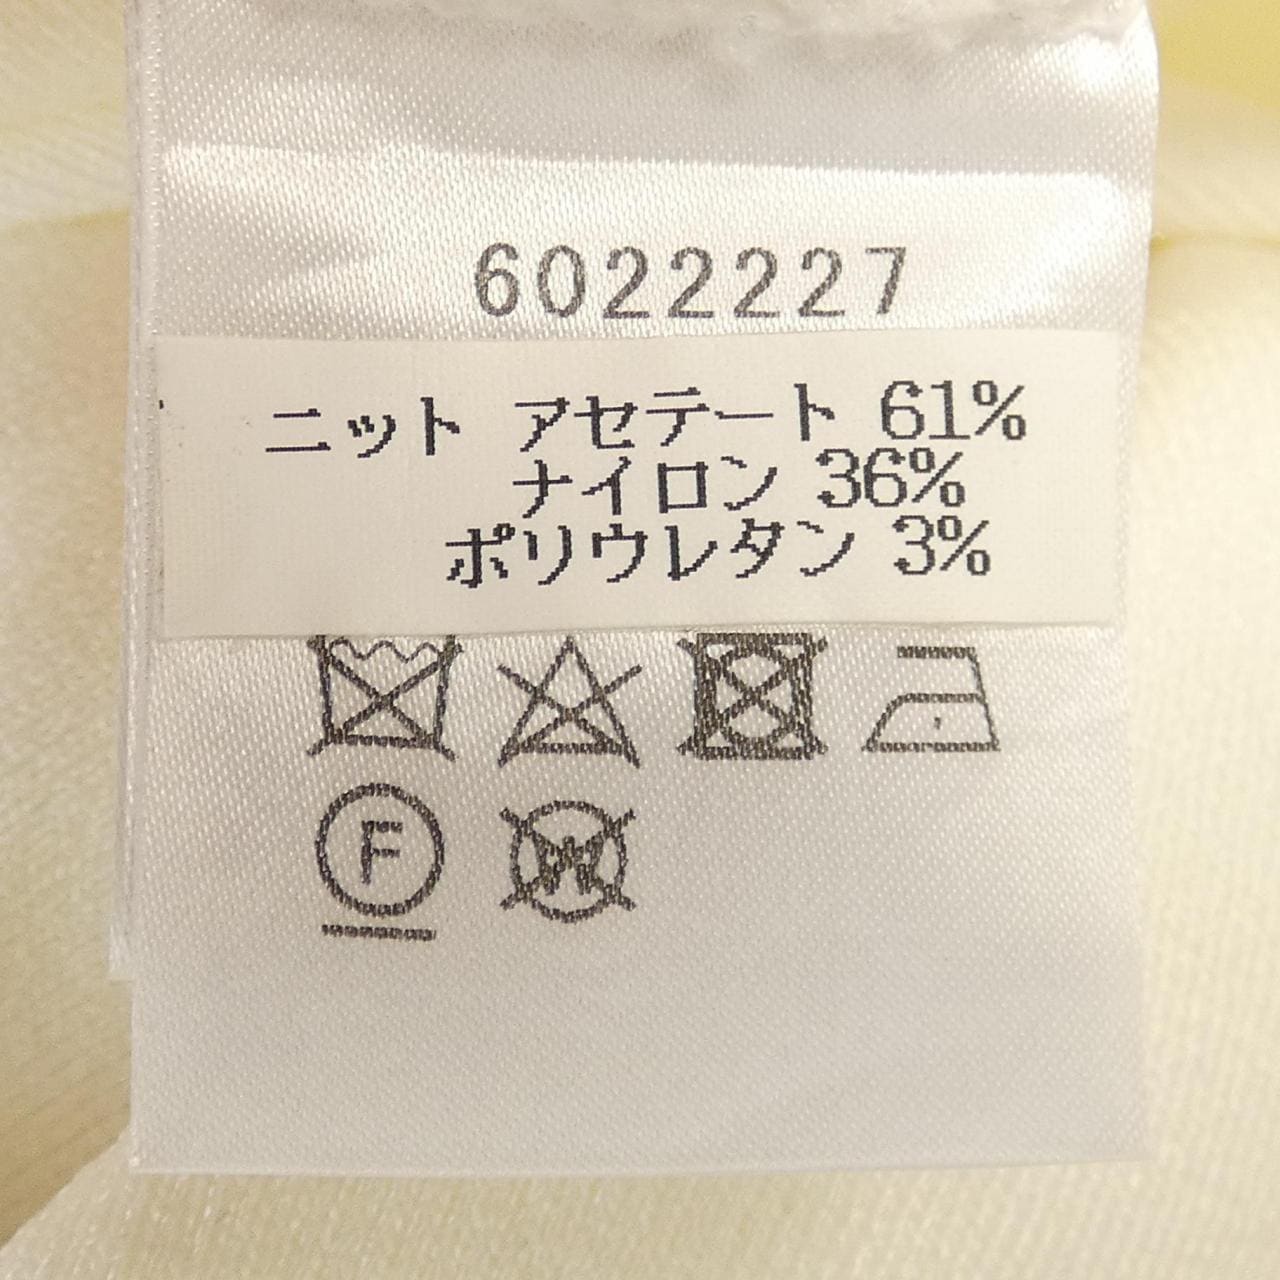 6022227
ニット アセテート 61%
ナイロン 36%
ポリウレタン 3%
F
W